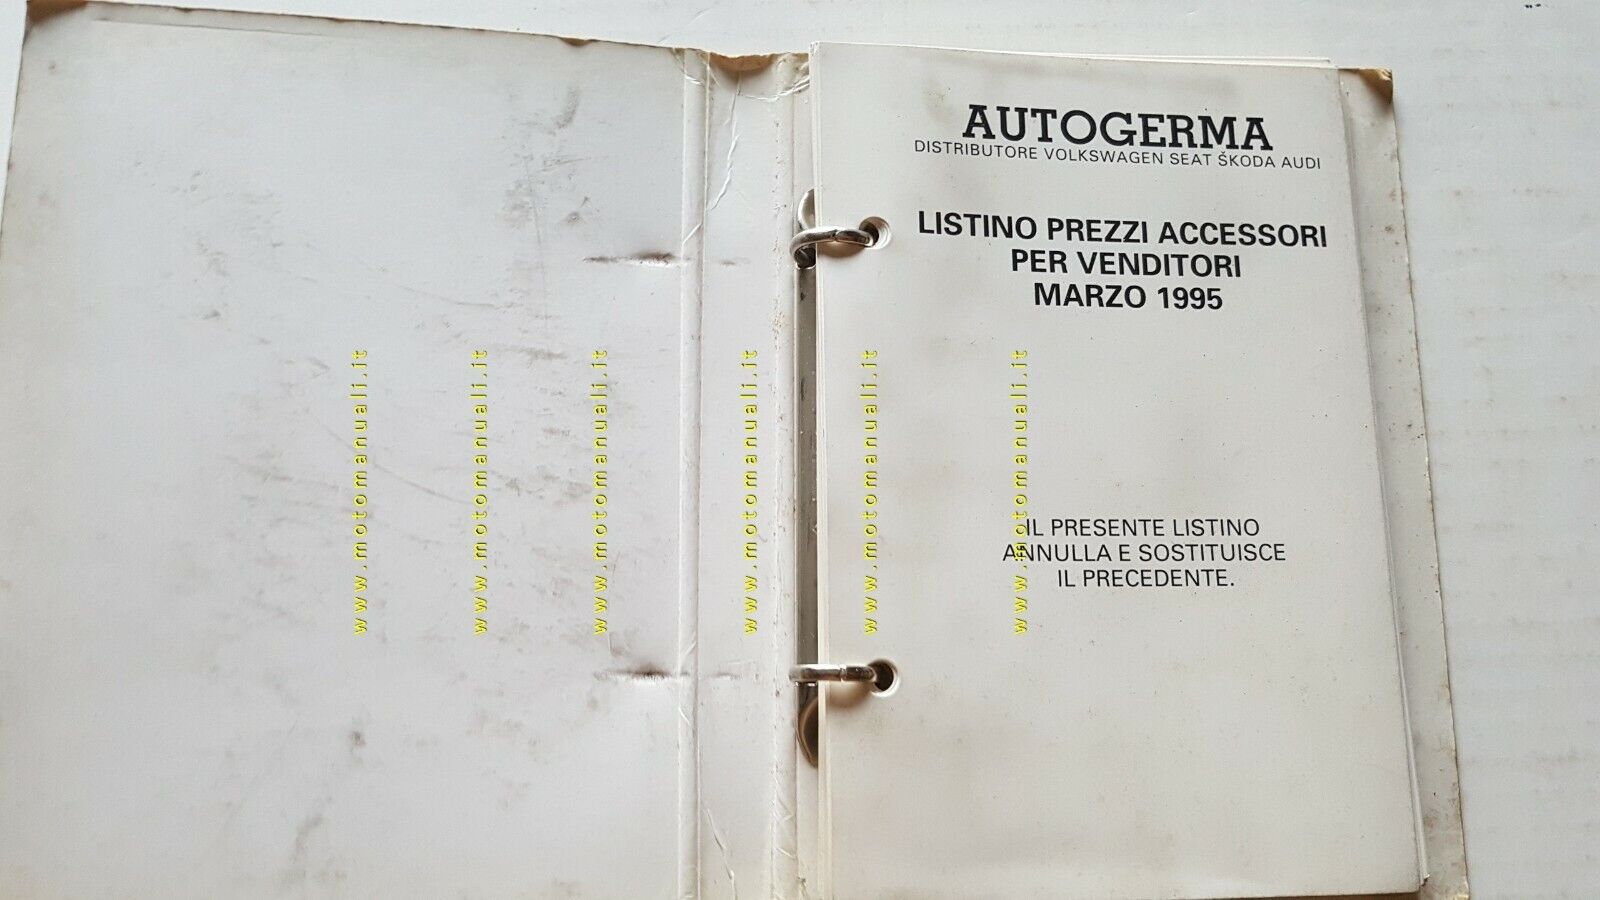 AUTOGERMA
DISTRIBUTORE VOLKSWAGEN SEAT ŠKODA AUDI
LISTINO PREZZI ACCESSORI
PER VENDITORI
MARZO 1995
IL PRESENTE LISTINO
ANNULLA E SOSTITUISCE
IL PRECEDENTE.
www.motomanuali.it
www.motomanuali.it
www.motomanuali.it
www.motomanuali.it
www.motomanuali.it
www.motomanuali.it